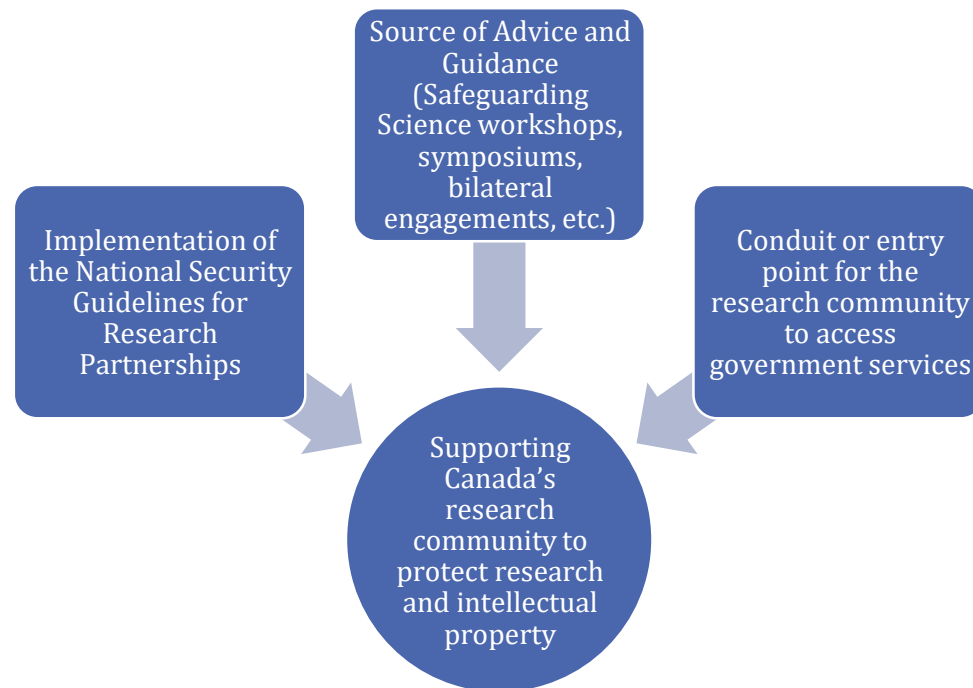 Source of Advice and
Guidance
(Safeguarding
Science workshops,
symposiums,
bilateral
engagements, etc.)
Implementation of
the National Security
Guidelines for
Research
Partnerships
Conduit or entry
point for the
research community
to access
government services
Supporting
Canada’s
research
community to
protect research
and intellectual
property